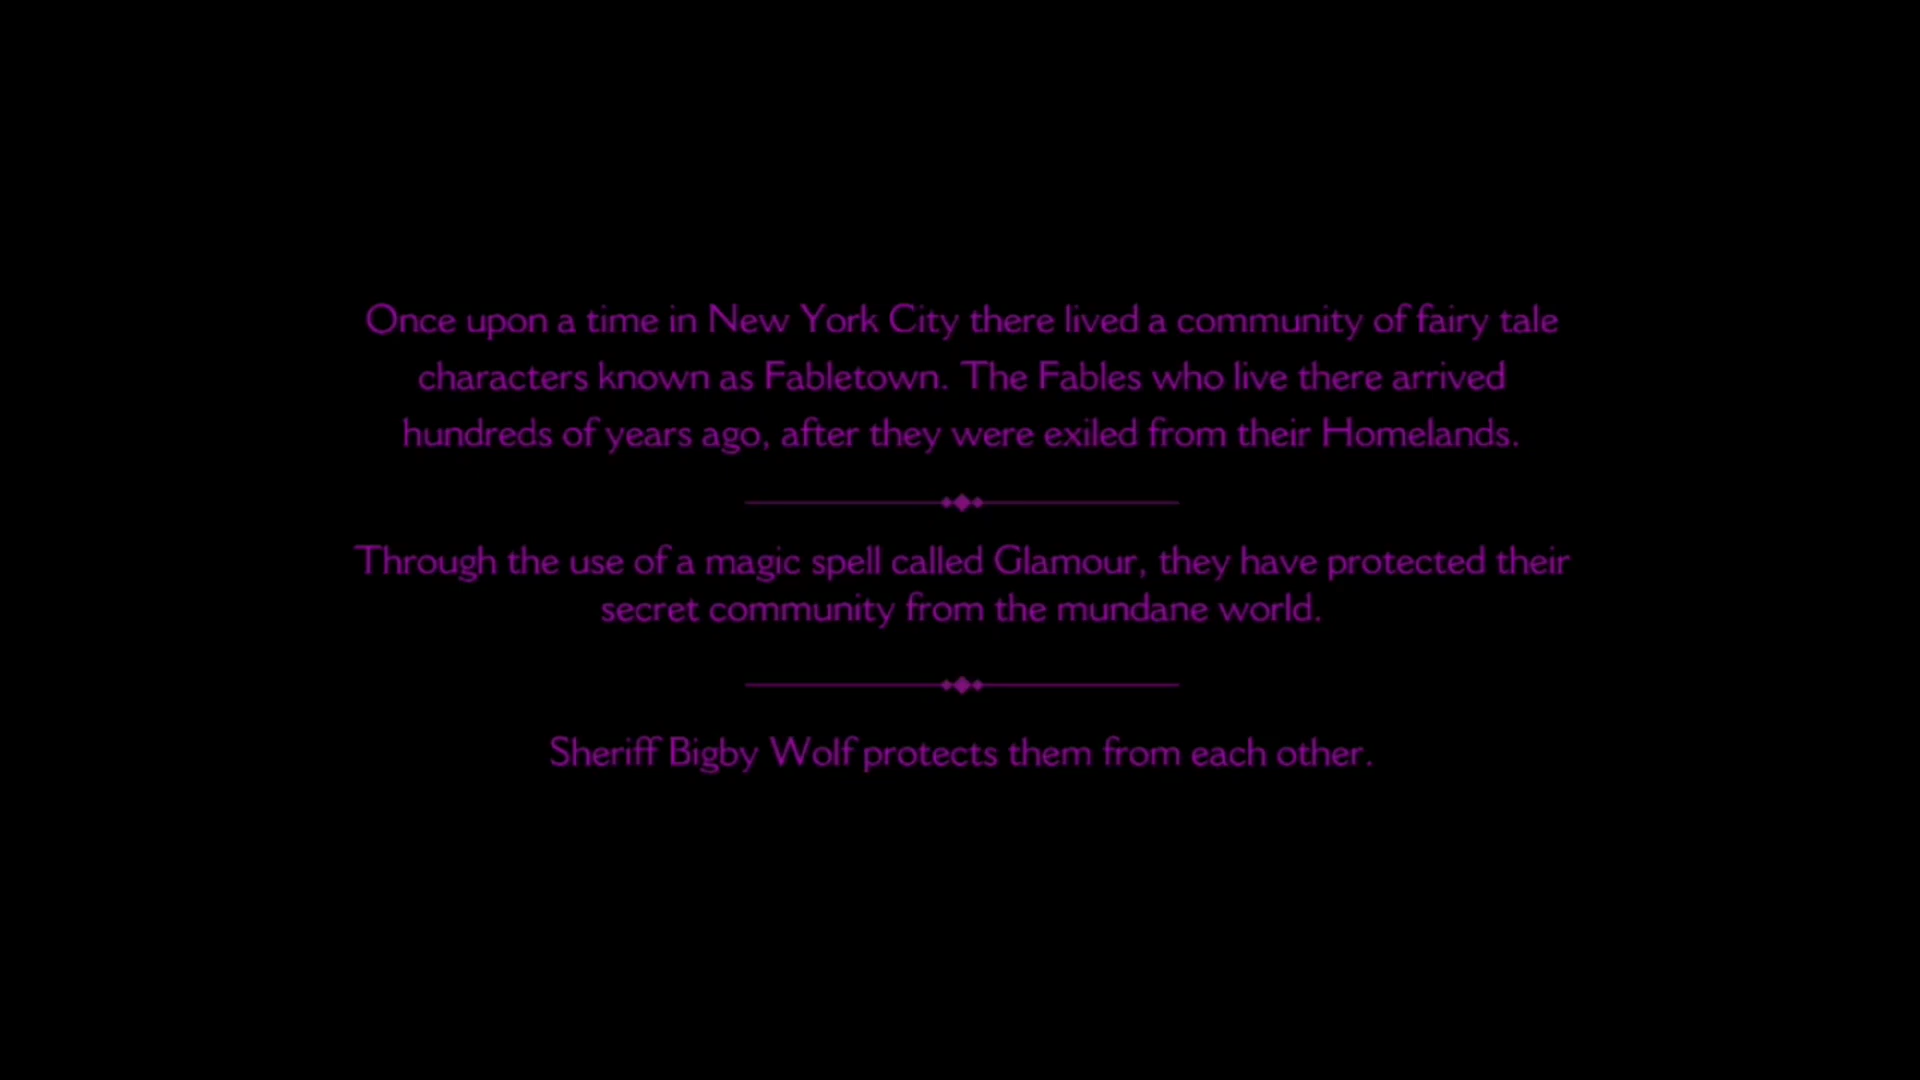 Once upon a time in New York City there lived a community of fairy tale
characters known as Fabletown. The Fables who live there arrived
hundreds of years ago, after they were exiled from their Homelands.
Through the use of a magic spell called Glamour, they have protected their
secret community from the mundane world.
Sheriff Bigby Wolf protects them from each other.